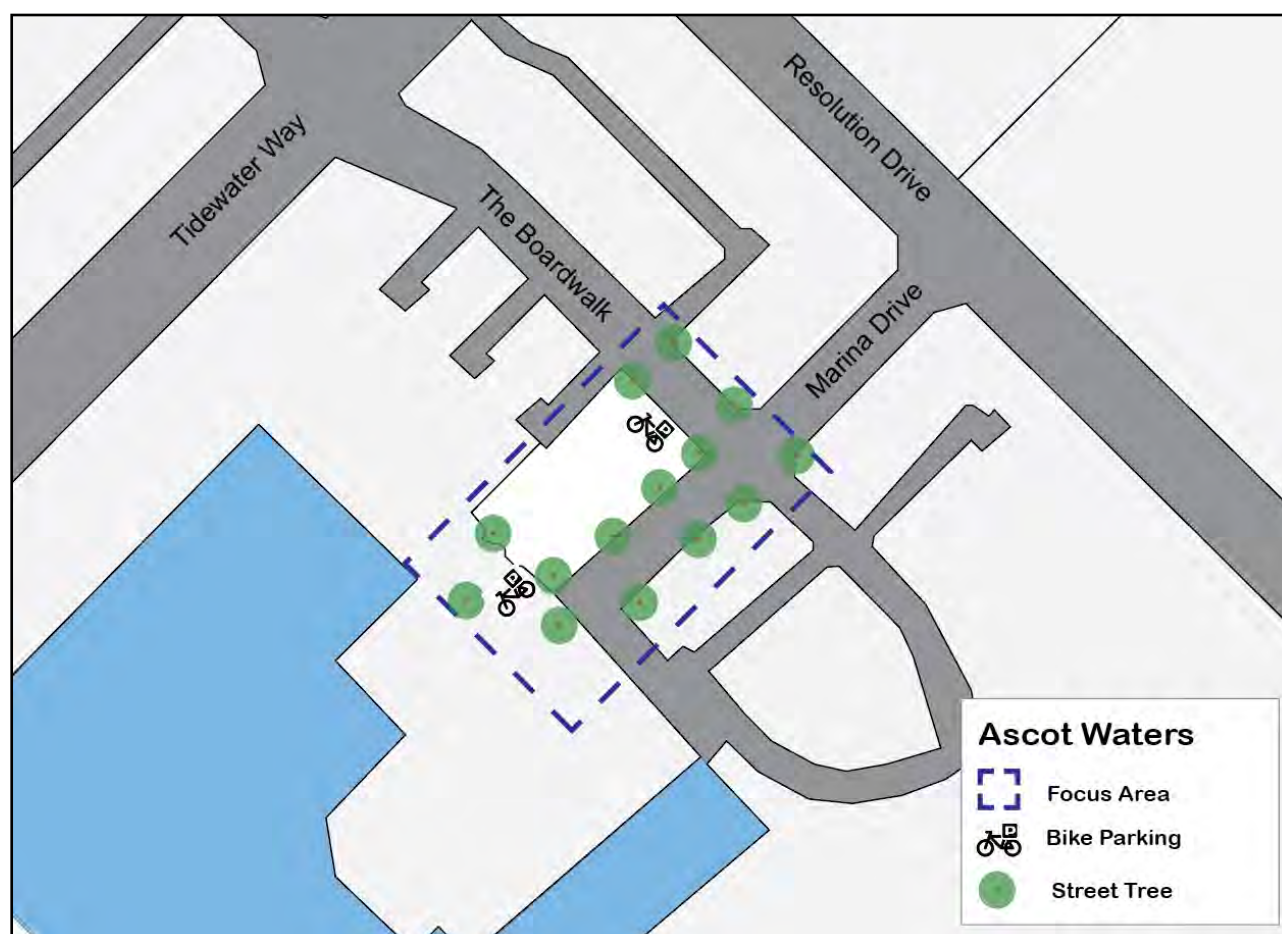 Resolution Drive
Tidewater Way
The Boardwalk
Marina Drive
Ascot Waters
Focus Area
Bike Parking
Street Tree